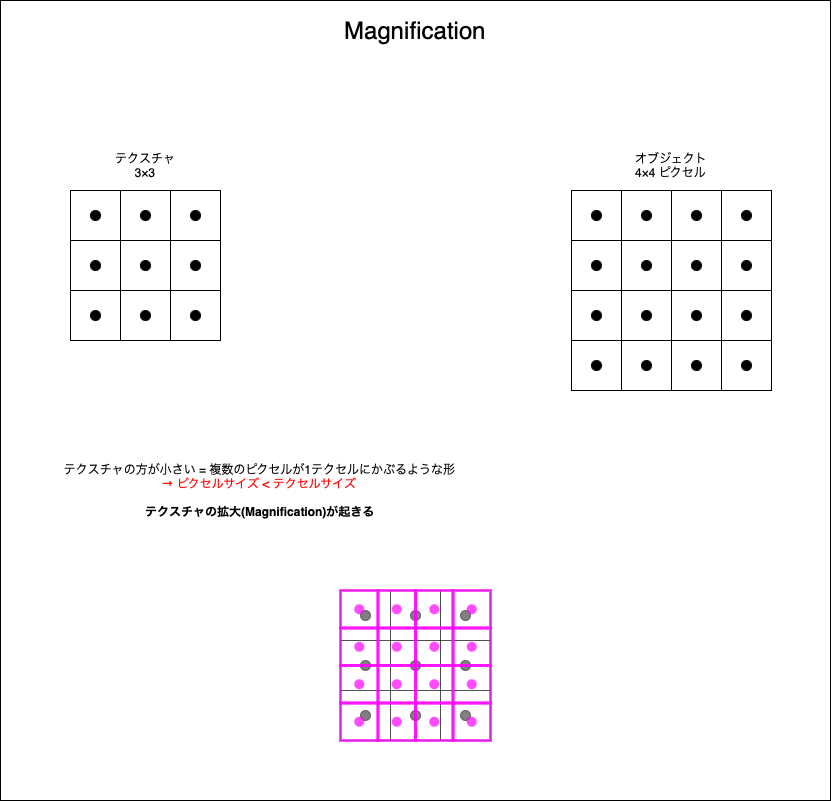 Magnification
テクスチャ
3×3
オブジェクト
4×4 ピクセル
テクスチャの方が小さい = 複数のピクセルが1テクセルにかぶるような形
→ ピクセルサイズ < テクセルサイズ
テクスチャの拡大(Magnification)が起きる